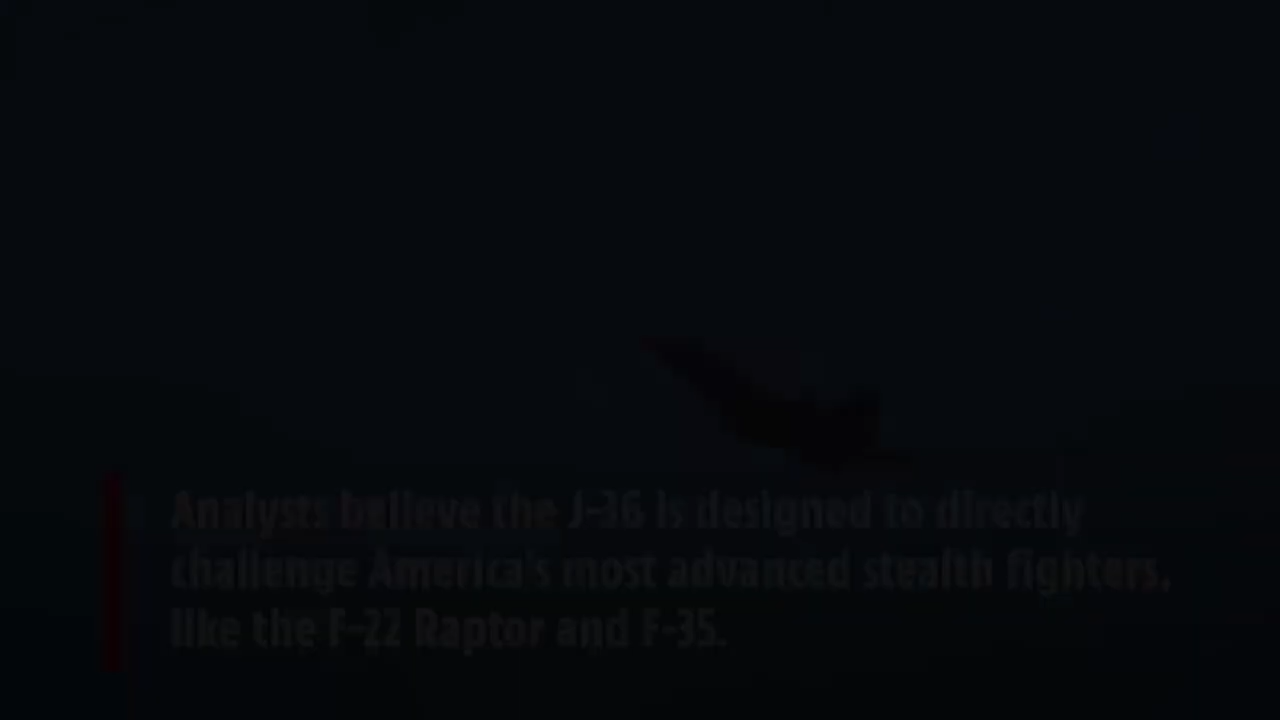 Analysts believe the J-36 is designed to directly
challenge America's most advanced stealth fighters,
like the F-22 Raptor and F-35.